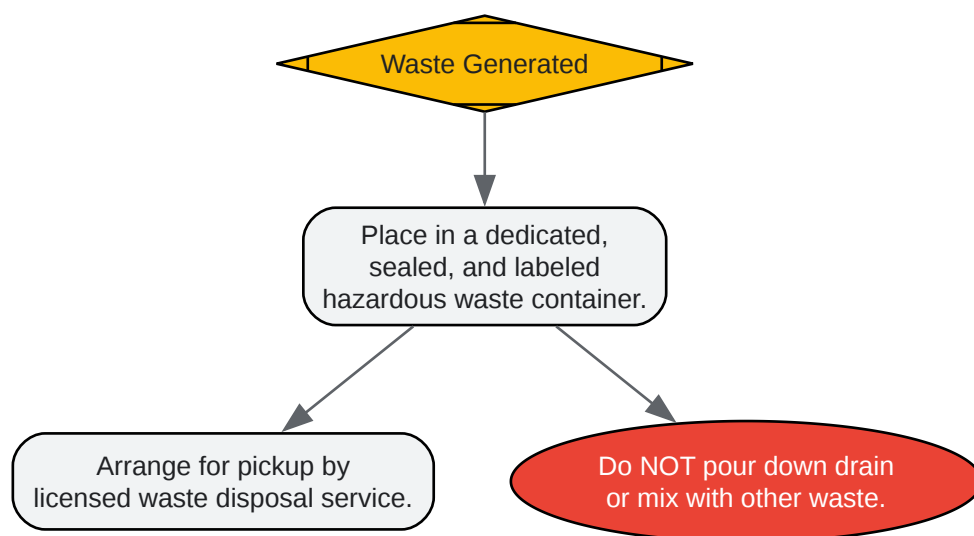 Waste Generated
Place in a dedicated,
sealed, and labeled
hazardous waste container.
Arrange for pickup by
licensed waste disposal service.
Do NOT pour down drain
or mix with other waste.